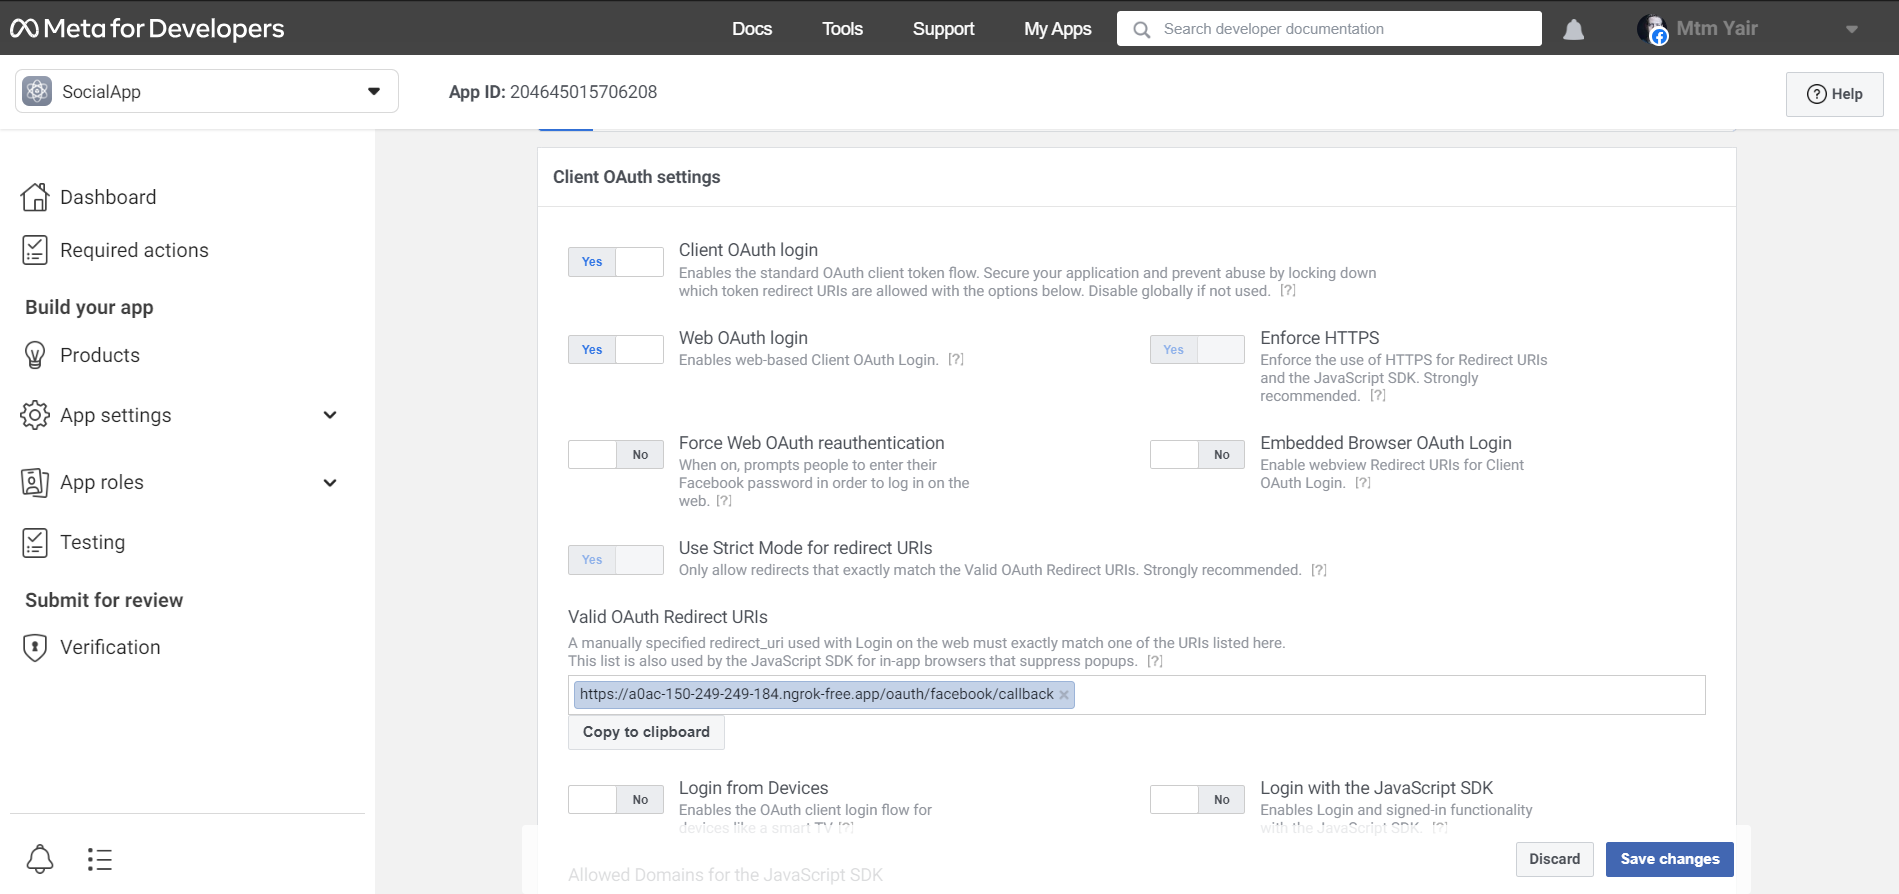 Meta for Developers
Docs
Tools
Support
My Apps
Search developer documentation
Mtm Yair
SocialApp
App ID: 204645015706208
Help
Dashboard
Required actions
Build your app
Products
App settings
App roles
Testing
Submit for review
Verification
Client OAuth settings
Yes
Client OAuth login
Enables the standard OAuth client token flow. Secure your application and prevent abuse by locking down
which token redirect URIs are allowed with the options below. Disable globally if not used. [?]
Yes
Web OAuth login
Enables web-based Client OAuth Login. [?]
Yes
Enforce HTTPS
Enforce the use of HTTPS for Redirect URIs
and the JavaScript SDK. Strongly
recommended. [?]
No
Force Web OAuth reauthentication
When on, prompts people to enter their
Facebook password in order to log in on the
web. [?]
No
Embedded Browser OAuth Login
Enable webview Redirect URIs for Client
OAuth Login. [?]
Yes
Use Strict Mode for redirect URIs
Only allow redirects that exactly match the Valid OAuth Redirect URIs. Strongly recommended. [?]
Valid OAuth Redirect URIs
A manually specified redirect_uri used with Login on the web must exactly match one of the URIs listed here.
This list is also used by the JavaScript SDK for in-app browsers that suppress popups. [?]
https://a0ac-150-249-249-184.ngrok-free.app/oauth/facebook/callback ×
Copy to clipboard
No
Login from Devices
Enables the OAuth client login flow for
devices like a smart TV [?]
No
Login with the JavaScript SDK
Enables Login and signed-in functionality
with the JavaScript SDK. [?]
Allowed Domains for the JavaScript SDK
Discard
Save changes